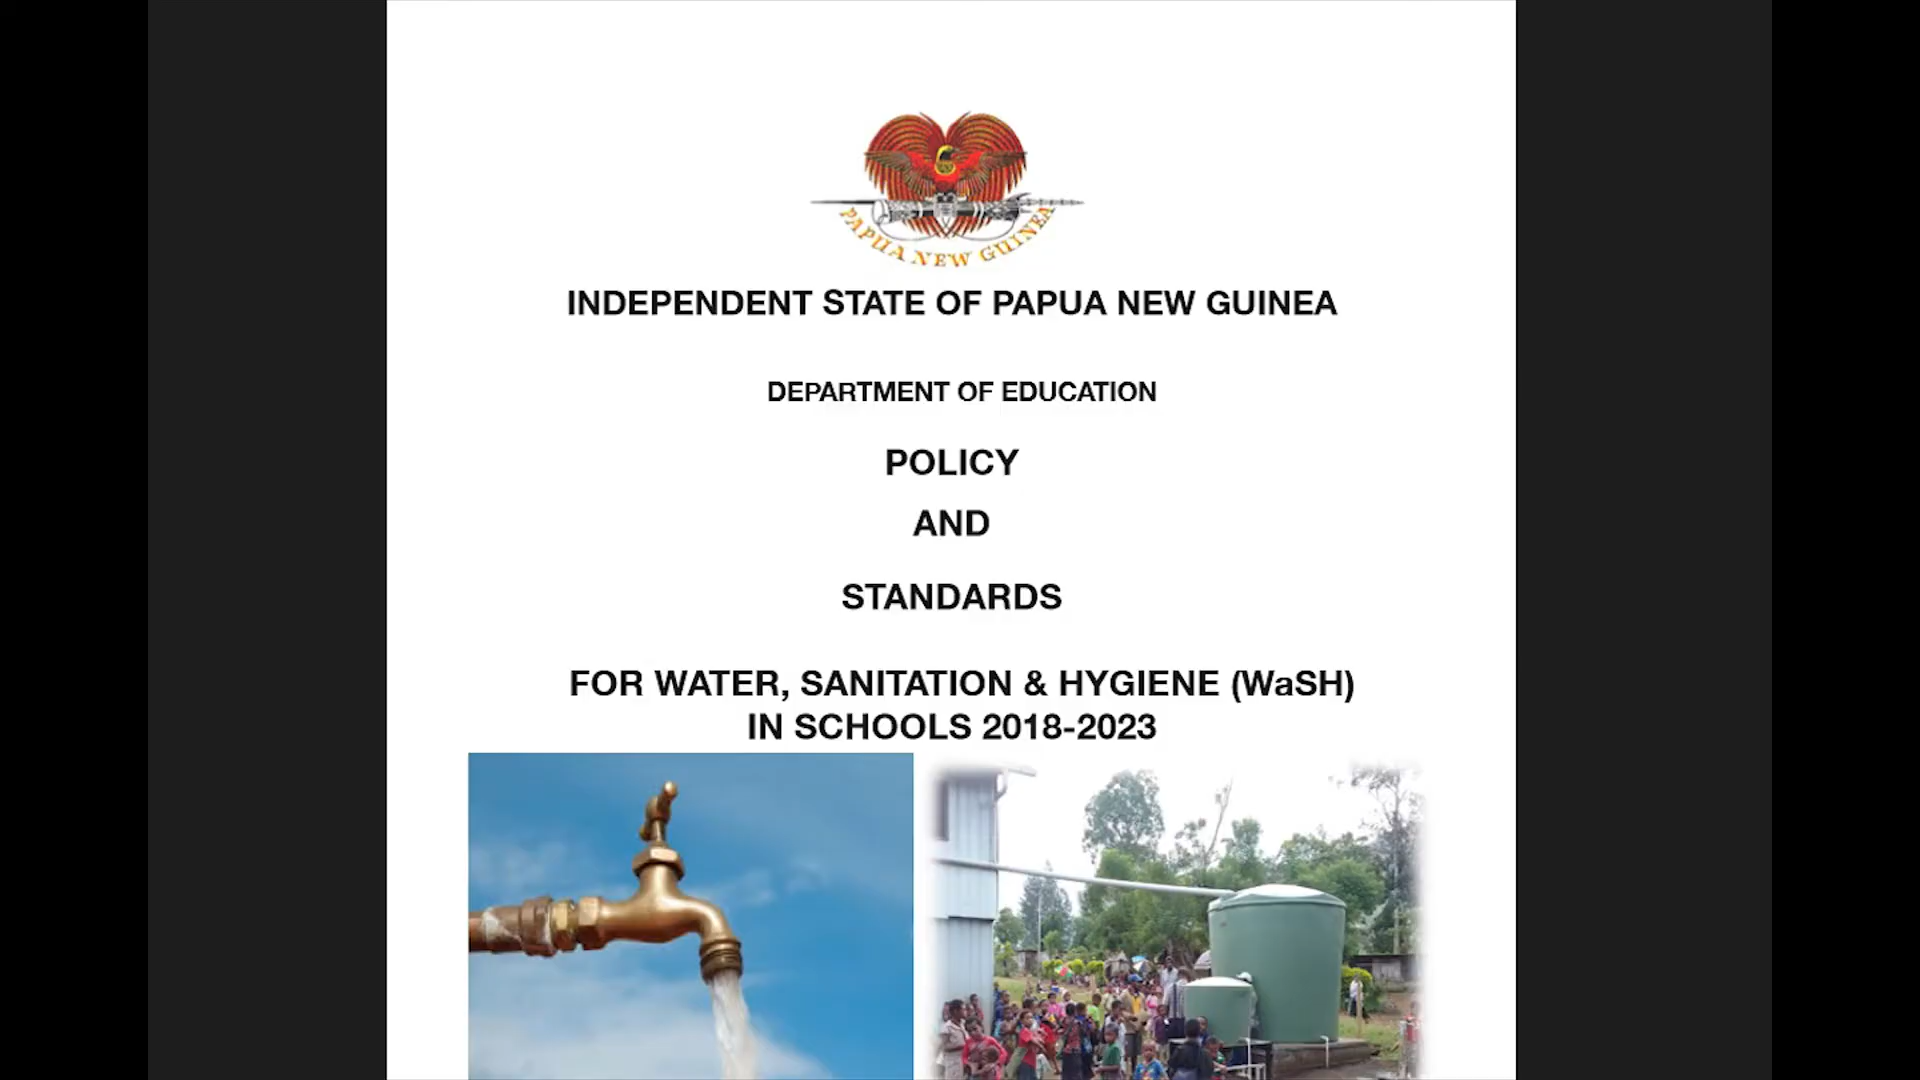 PAPUA NEW GUINEA
INDEPENDENT STATE OF PAPUA NEW GUINEA
DEPARTMENT OF EDUCATION
POLICY
AND
STANDARDS
FOR WATER, SANITATION & HYGIENE (WaSH)
IN SCHOOLS 2018-2023